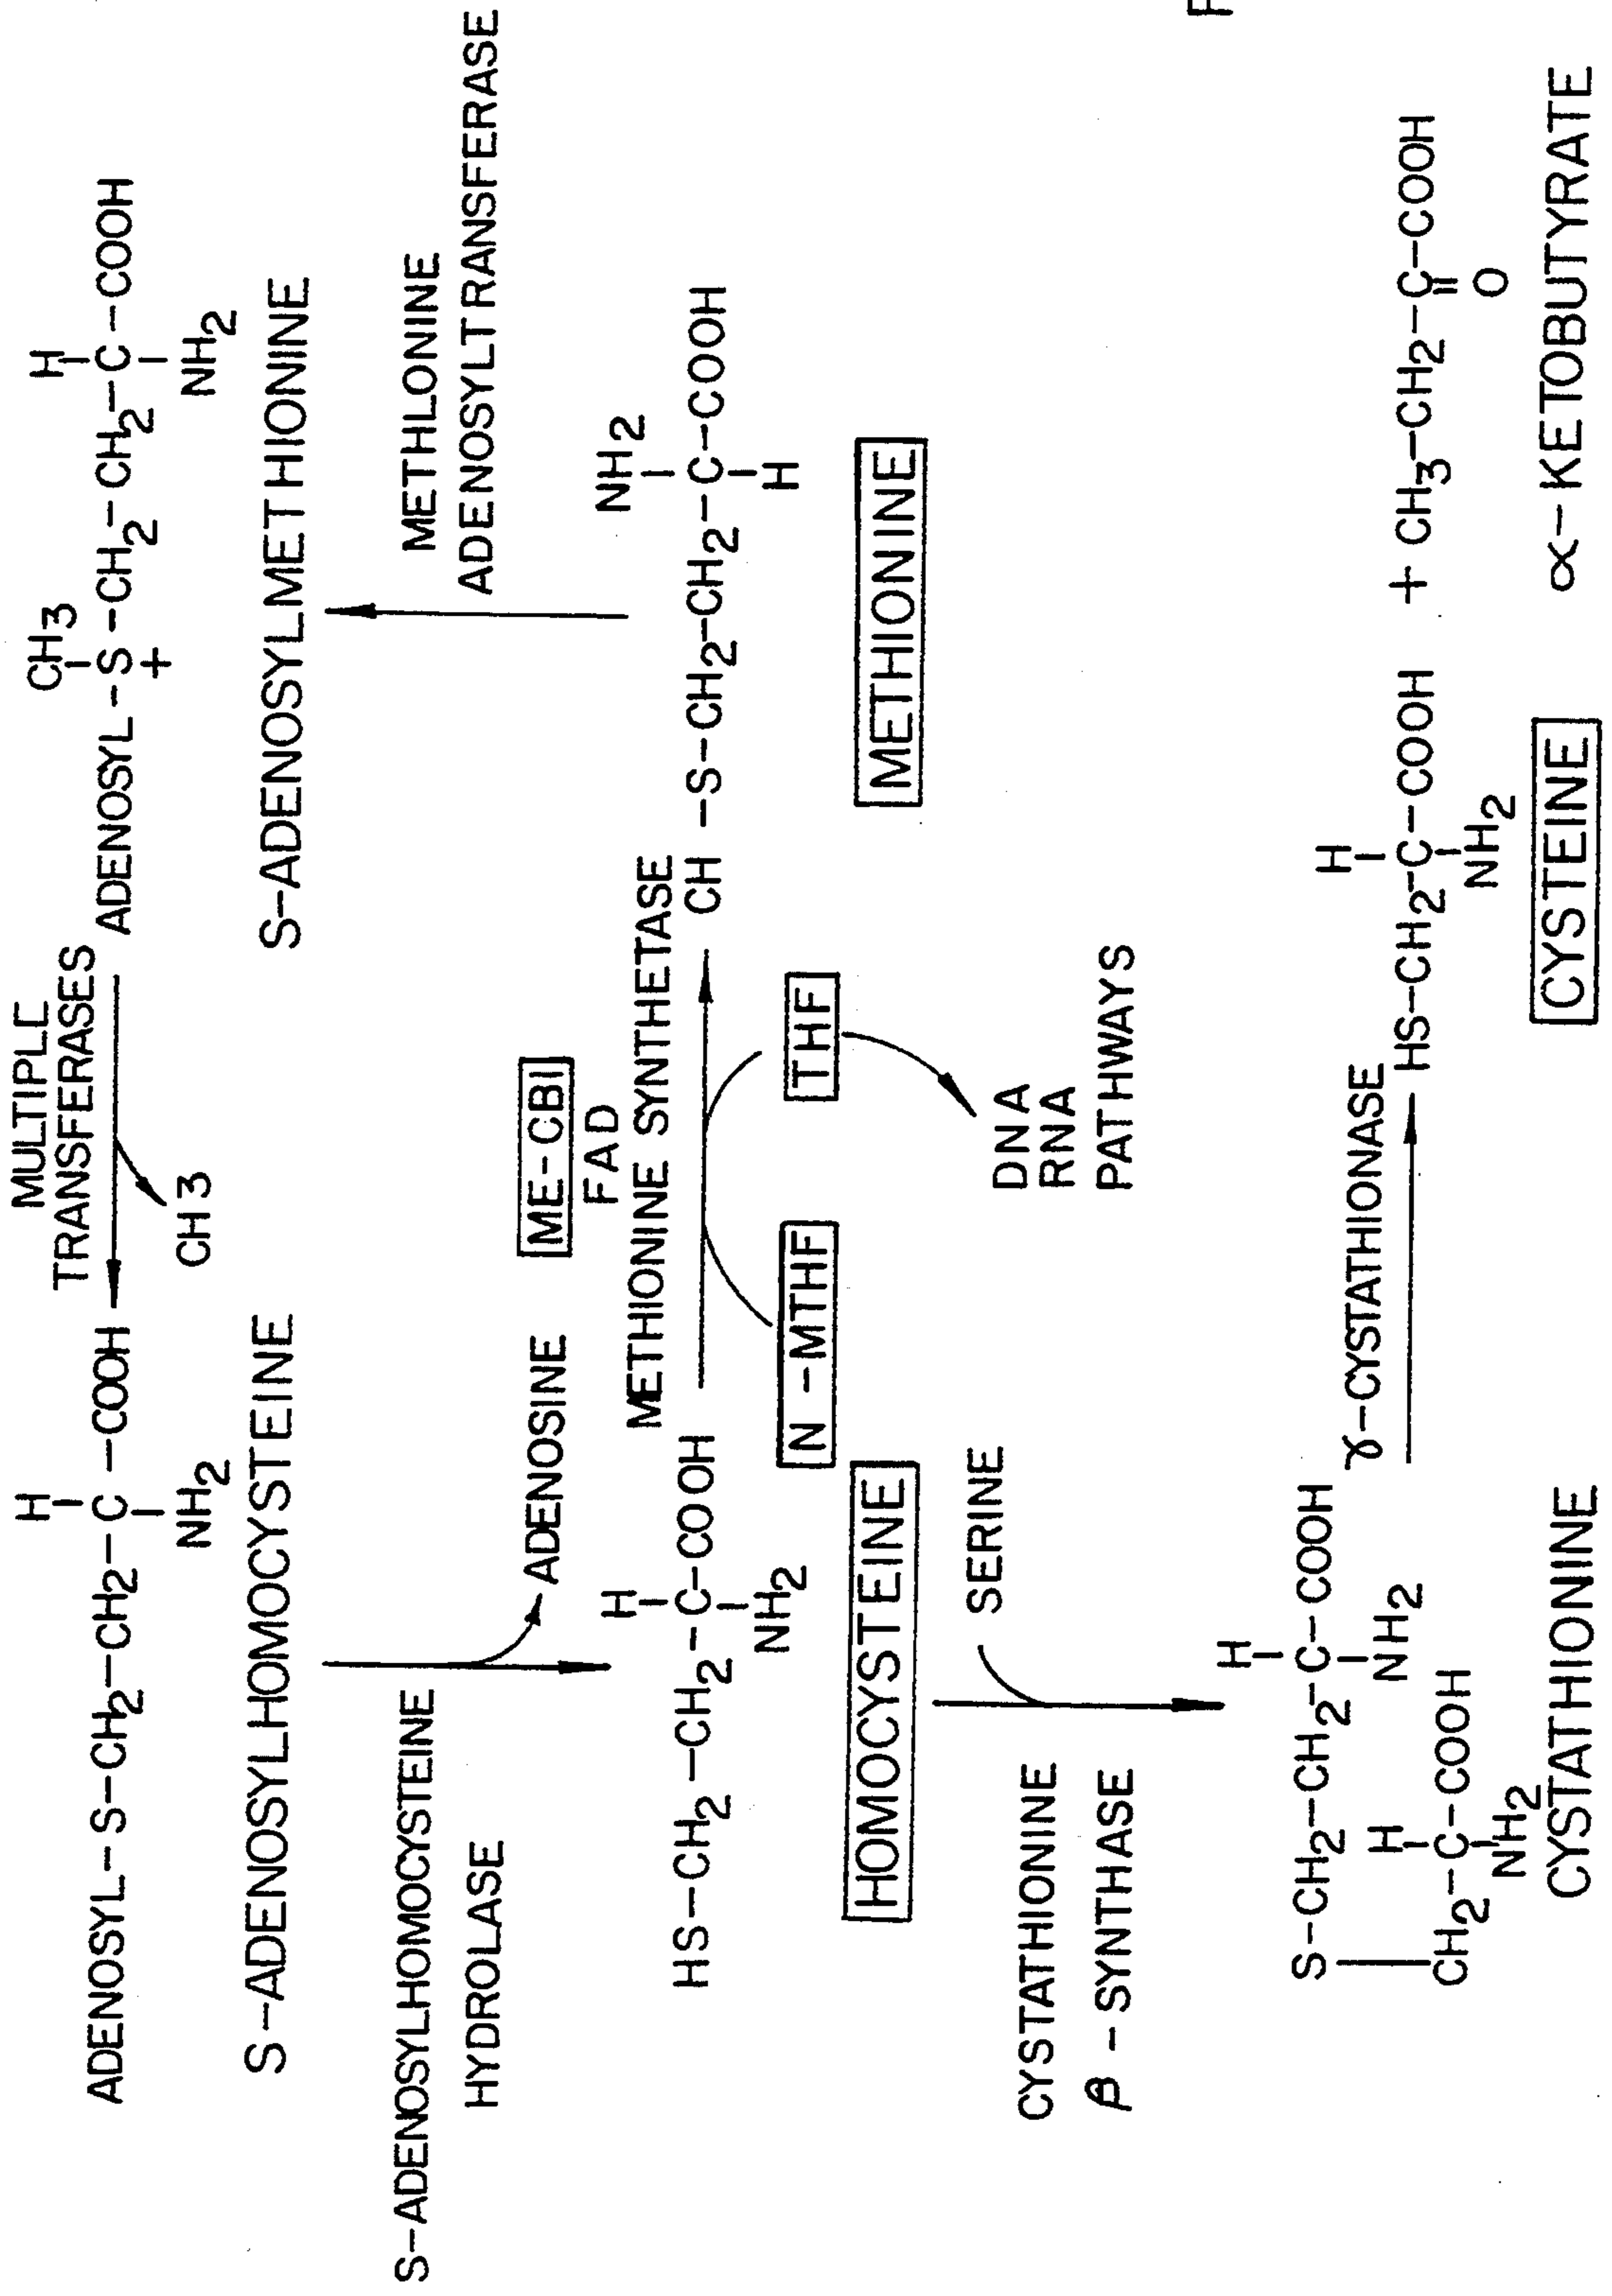 MULTIPLE
TRANSFERASES
H
CH3
ADENOSYL-S-CH2-CH2-C-COOH
ADENOSYL-S-CH2-CH2-C-COOH
NH2
CH3
+
H
NH2
S-ADENOSYLHOMOCYSTEINE
S-ADENOSYLMETHIONINE
S-ADENOSYLHOMOCYSTEINE
HYDROLASE
ADENOSINE
METHLONINE
ADENOSYLTRANSFERASE
ME-CBI
FAD
METHIONINE SYNTHETASE
H
HS-CH2-CH2-C-COOH
NH2
NH2
CH-S-CH2-CH2-C-COOH
H
N-MTHF
THF
HOMOCYSTEINE
METHIONINE
SERINE
DNA
RNA
PATHWAYS
CYSTATHIONINE
β-SYNTHASE
H
S-CH2-CH2-C-COOH
NH2
H
CH2-C-COOH
NH2
CYSTATHIONINE
γ-CYSTATHIONASE
H
HS-CH2-C-COOH + CH3-CH2-C-COOH
NH2
O
CYSTEINE
α-KETOBUTYRATE